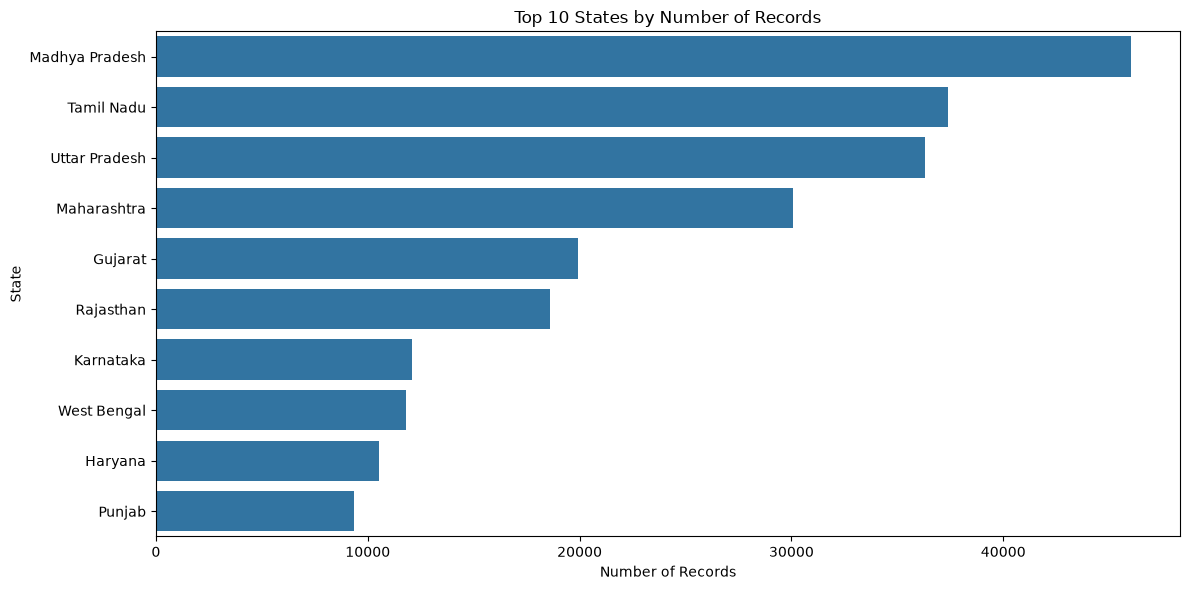 Top 10 States by Number of Records
State
Madhya Pradesh
Tamil Nadu
Uttar Pradesh
Maharashtra
Gujarat
Rajasthan
Karnataka
West Bengal
Haryana
Punjab
0 10000 20000 30000 40000
Number of Records